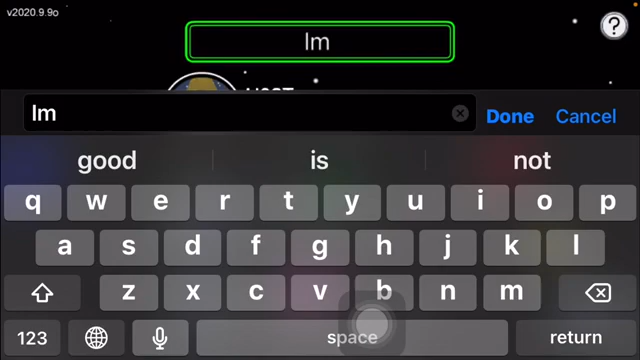 v2020.9.9o
Im
?
Im
Done
Cancel
good
is
not
q w e r t y u i o p
a s d f g h j k l
z x c v b n m
123
space
return